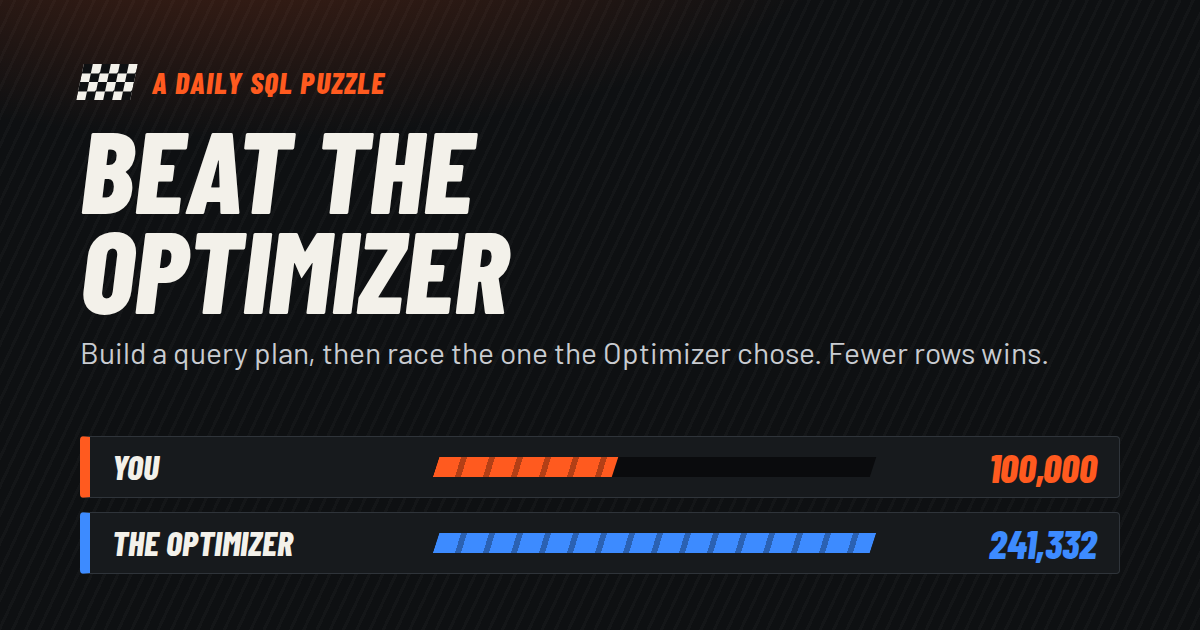 A DAILY SQL PUZZLE
BEAT THE
OPTIMIZER
Build a query plan, then race the one the Optimizer chose. Fewer rows wins.
YOU
100,000
THE OPTIMIZER
241,332